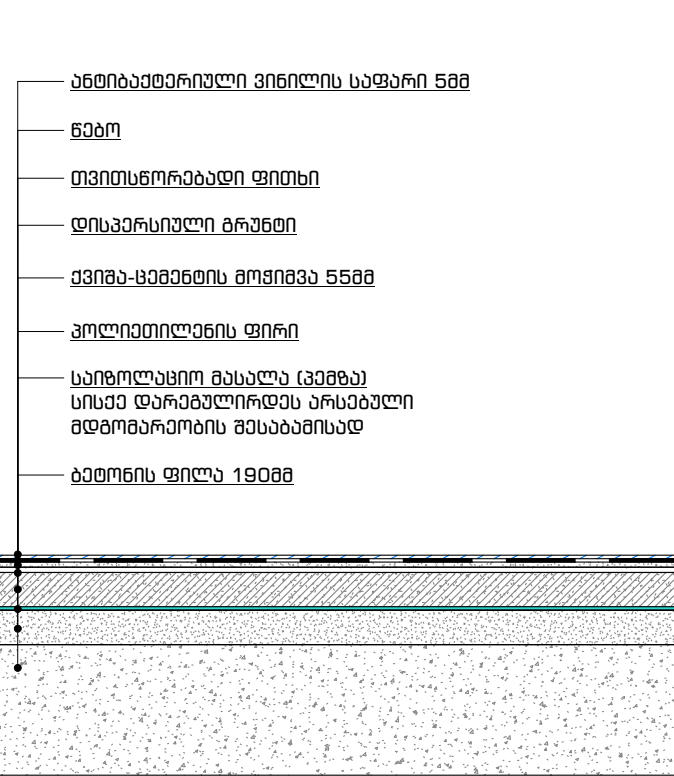 ანტიბაქტერიული ვინილის საფარი 5მმ
წებო
თვითსწორებადი ფითხი
დისპერსიული გრუნტი
ქვიშა-ცემენტის მოჭიმვა 55მმ
პოლიეთილენის ფირი
საიზოლაციო მასალა (პემზა)
სისქე დარეგულირდეს არსებული
მდგომარეობის შესაბამისად
ბეტონის ფილა 190მმ